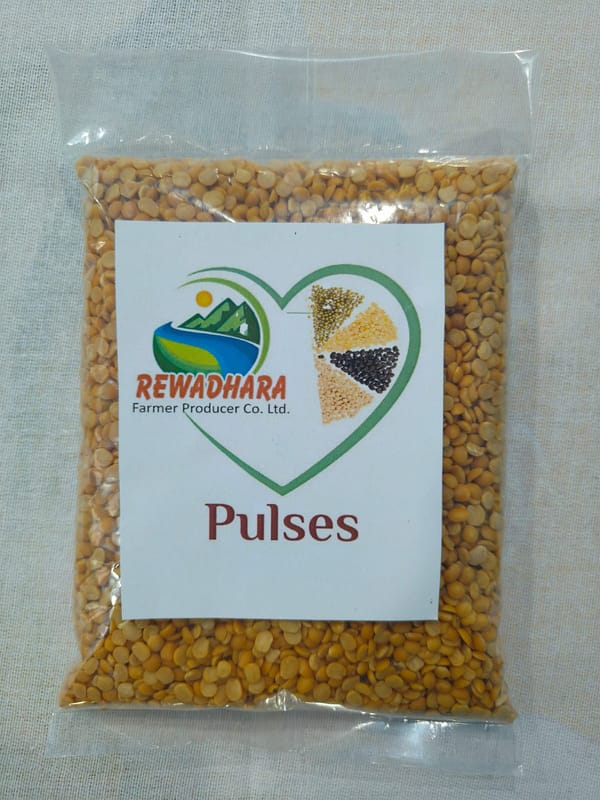 REWADHARA
Farmer Producer Co. Ltd.
Pulses